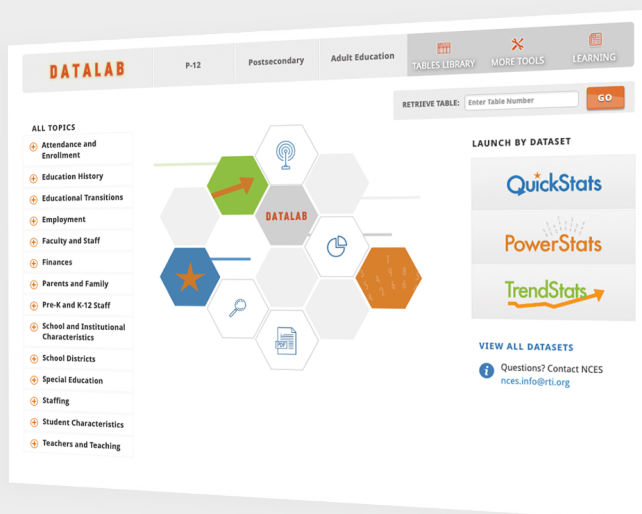 DATALAB
P-12
Postsecondary
Adult Education
TABLES LIBRARY
MORE TOOLS
LEARNING
RETRIEVE TABLE:
Enter Table Number
GO
ALL TOPICS
Attendance and
Enrollment
Education History
Educational Transitions
Employment
Faculty and Staff
Finances
Parents and Family
Pre-K and K-12 Staff
School and Institutional
Characteristics
School Districts
Special Education
Staffing
Student Characteristics
Teachers and Teaching
DATALAB
PDF
LAUNCH BY DATASET
QuickStats
PowerStats
TrendStats
VIEW ALL DATASETS
Questions? Contact NCES
nces.info@rti.org